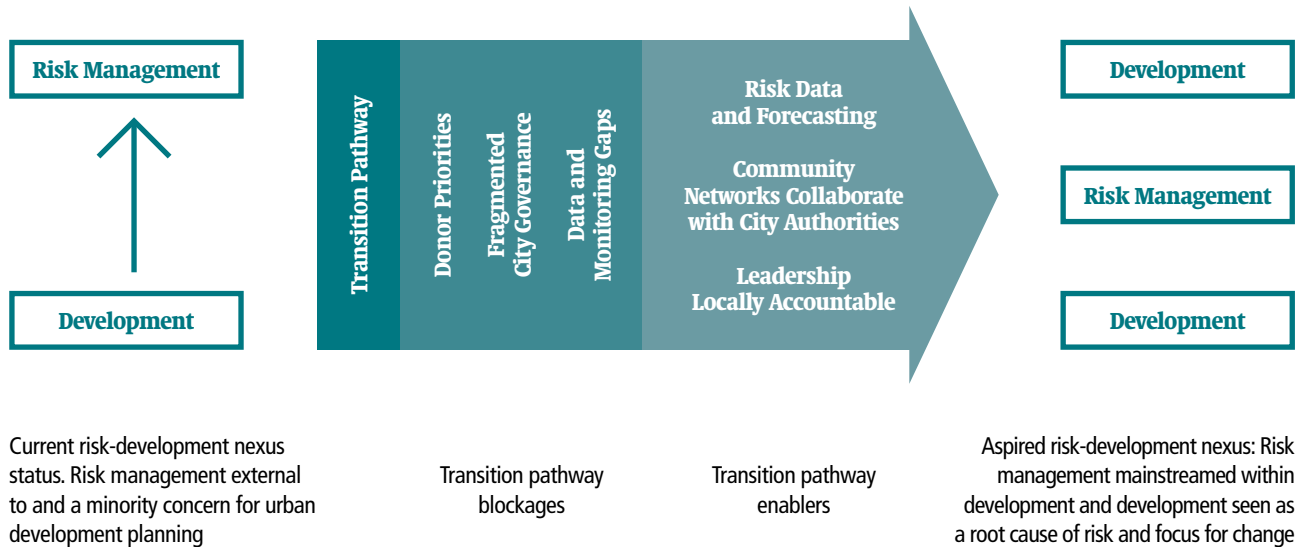 Risk Management
Development
Transition Pathway
Donor Priorities
Fragmented
City Governance
Data and
Monitoring Gaps
Risk Data
and Forecasting
Community
Networks Collaborate
with City Authorities
Leadership
Locally Accountable
Development
Risk Management
Development
Current risk-development nexus
status. Risk management external
to and a minority concern for urban
development planning
Transition pathway
blockages
Transition pathway
enablers
Aspired risk-development nexus: Risk
management mainstreamed within
development and development seen as
a root cause of risk and focus for change